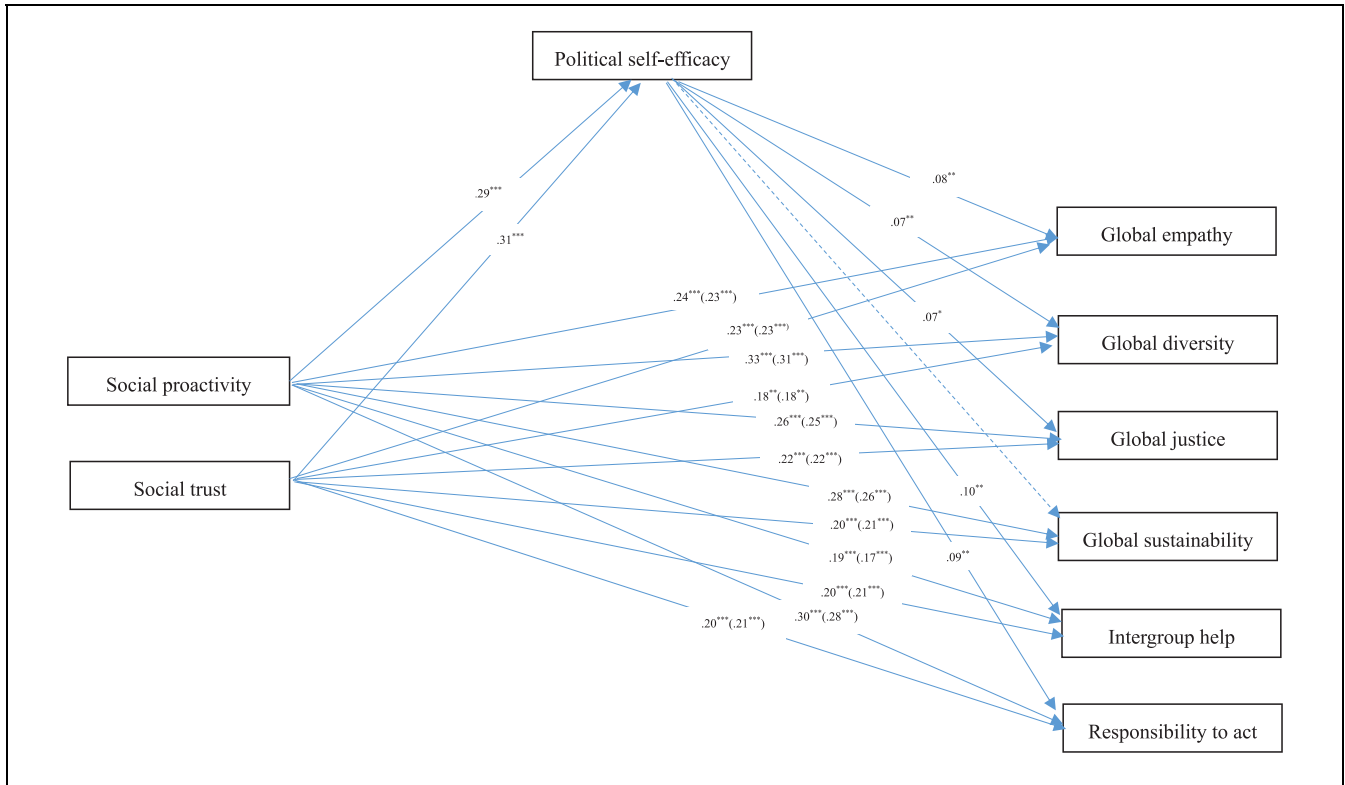 Political self-efficacy
.29***
.08**
.07**
Global empathy
.31***
.24***(.23***)
.07*
.23***(.23***)
Global diversity
.33***(.31***)
Social proactivity
.18**(.18**)
.26***(.25***)
Global justice
.22***(.22***)
Social trust
.28***(.26***)
.10**
.20***(.21***)
Global sustainability
.19***(.17***)
.09**
.20***(.21***)
.30***(.28***)
.20***(.21***)
Intergroup help
Responsibility to act